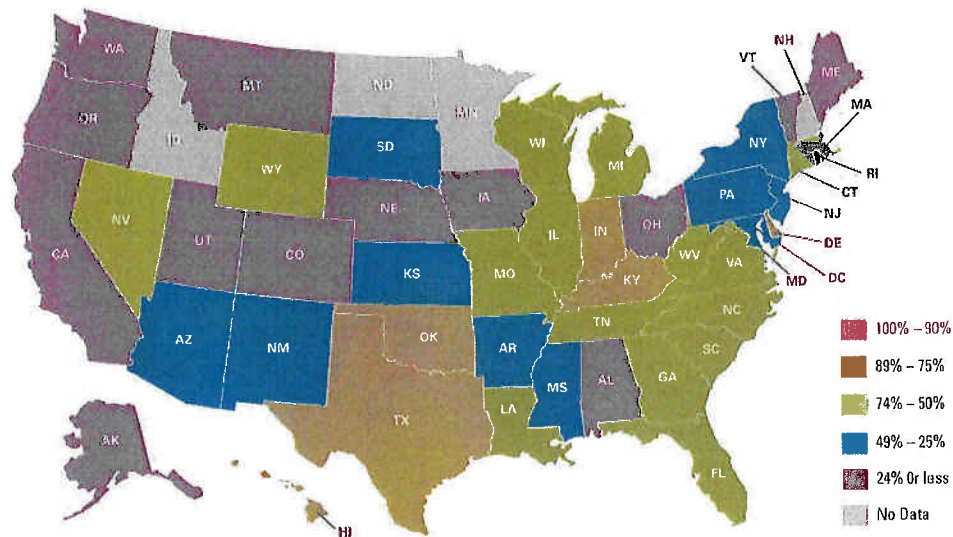 WA
MT
ND
MN
OR
ID
SD
WY
WI
MI
VT
NH
ME
MA
NY
RI
CT
PA
NJ
DE
DC
MD
NV
UT
CO
CA
NE
IA
IL
IN
OH
WV
VA
KS
MO
KY
NC
TN
SC
AZ
NM
OK
AR
MS
AL
GA
TX
LA
FL
AK
HI
100% – 90%
89% – 75%
74% – 50%
49% – 25%
24% 0r less
No Data